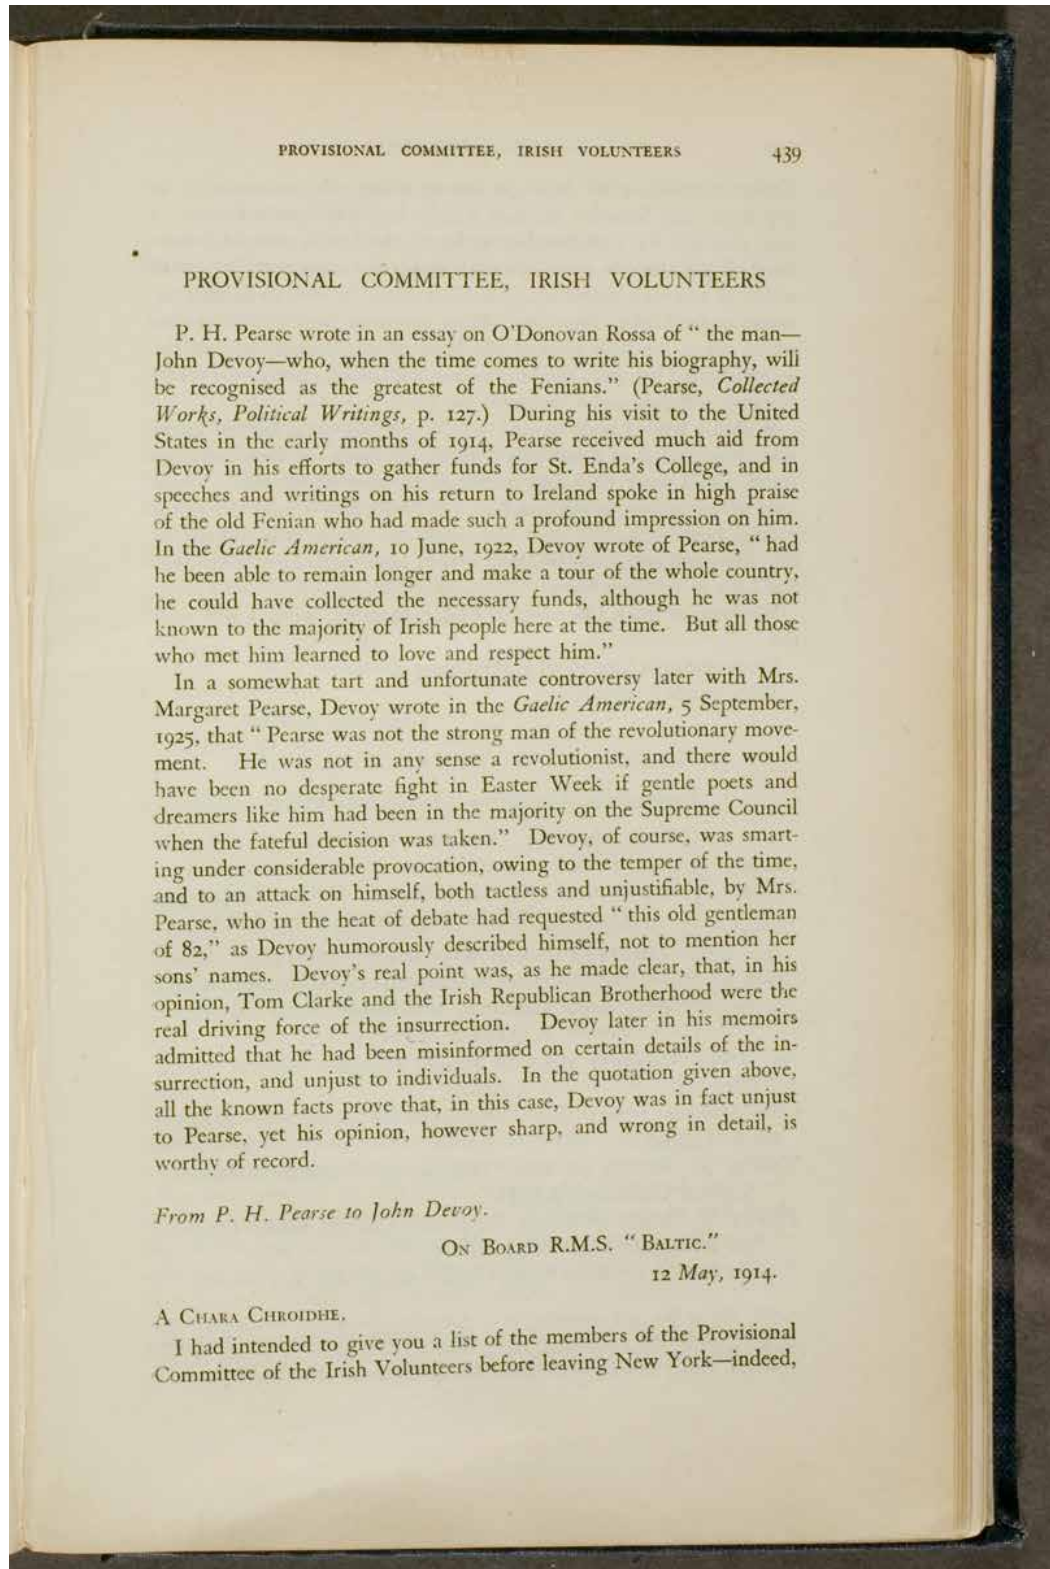 PROVISIONAL COMMITTEE, IRISH VOLUNTEERS 439
PROVISIONAL COMMITTEE, IRISH VOLUNTEERS
P. H. Pearse wrote in an essay on O'Donovan Rossa of “ the man—
John Devoy—who, when the time comes to write his biography, will
be recognised as the greatest of the Fenians.” (Pearse, Collected
Works, Political Writings, p. 127.) During his visit to the United
States in the early months of 1914, Pearse received much aid from
Devoy in his efforts to gather funds for St. Enda's College, and in
speeches and writings on his return to Ireland spoke in high praise
of the old Fenian who had made such a profound impression on him.
In the Gaelic American, 10 June, 1922, Devoy wrote of Pearse, “ had
he been able to remain longer and make a tour of the whole country,
he could have collected the necessary funds, although he was not
known to the majority of Irish people here at the time. But all those
who met him learned to love and respect him.”
In a somewhat tart and unfortunate controversy later with Mrs.
Margaret Pearse, Devoy wrote in the Gaelic American, 5 September,
1925, that “ Pearse was not the strong man of the revolutionary move-
ment. He was not in any sense a revolutionist, and there would
have been no desperate fight in Easter Week if gentle poets and
dreamers like him had been in the majority on the Supreme Council
when the fateful decision was taken.” Devoy, of course, was smart-
ing under considerable provocation, owing to the temper of the time,
and to an attack on himself, both tactless and unjustifiable, by Mrs.
Pearse, who in the heat of debate had requested “ this old gentleman
of 82,” as Devoy humorously described himself, not to mention her
sons' names. Devoy's real point was, as he made clear, that, in his
opinion, Tom Clarke and the Irish Republican Brotherhood were the
real driving force of the insurrection. Devoy later in his memoirs
admitted that he had been misinformed on certain details of the in-
surrection, and unjust to individuals. In the quotation given above,
all the known facts prove that, in this case, Devoy was in fact unjust
to Pearse, yet his opinion, however sharp, and wrong in detail, is
worthy of record.
From P. H. Pearse to John Devoy.
ON BOARD R.M.S. “ BALTIC.”
12 May, 1914.
A CHARA CHROIDHE,
I had intended to give you a list of the members of the Provisional
Committee of the Irish Volunteers before leaving New York—indeed,